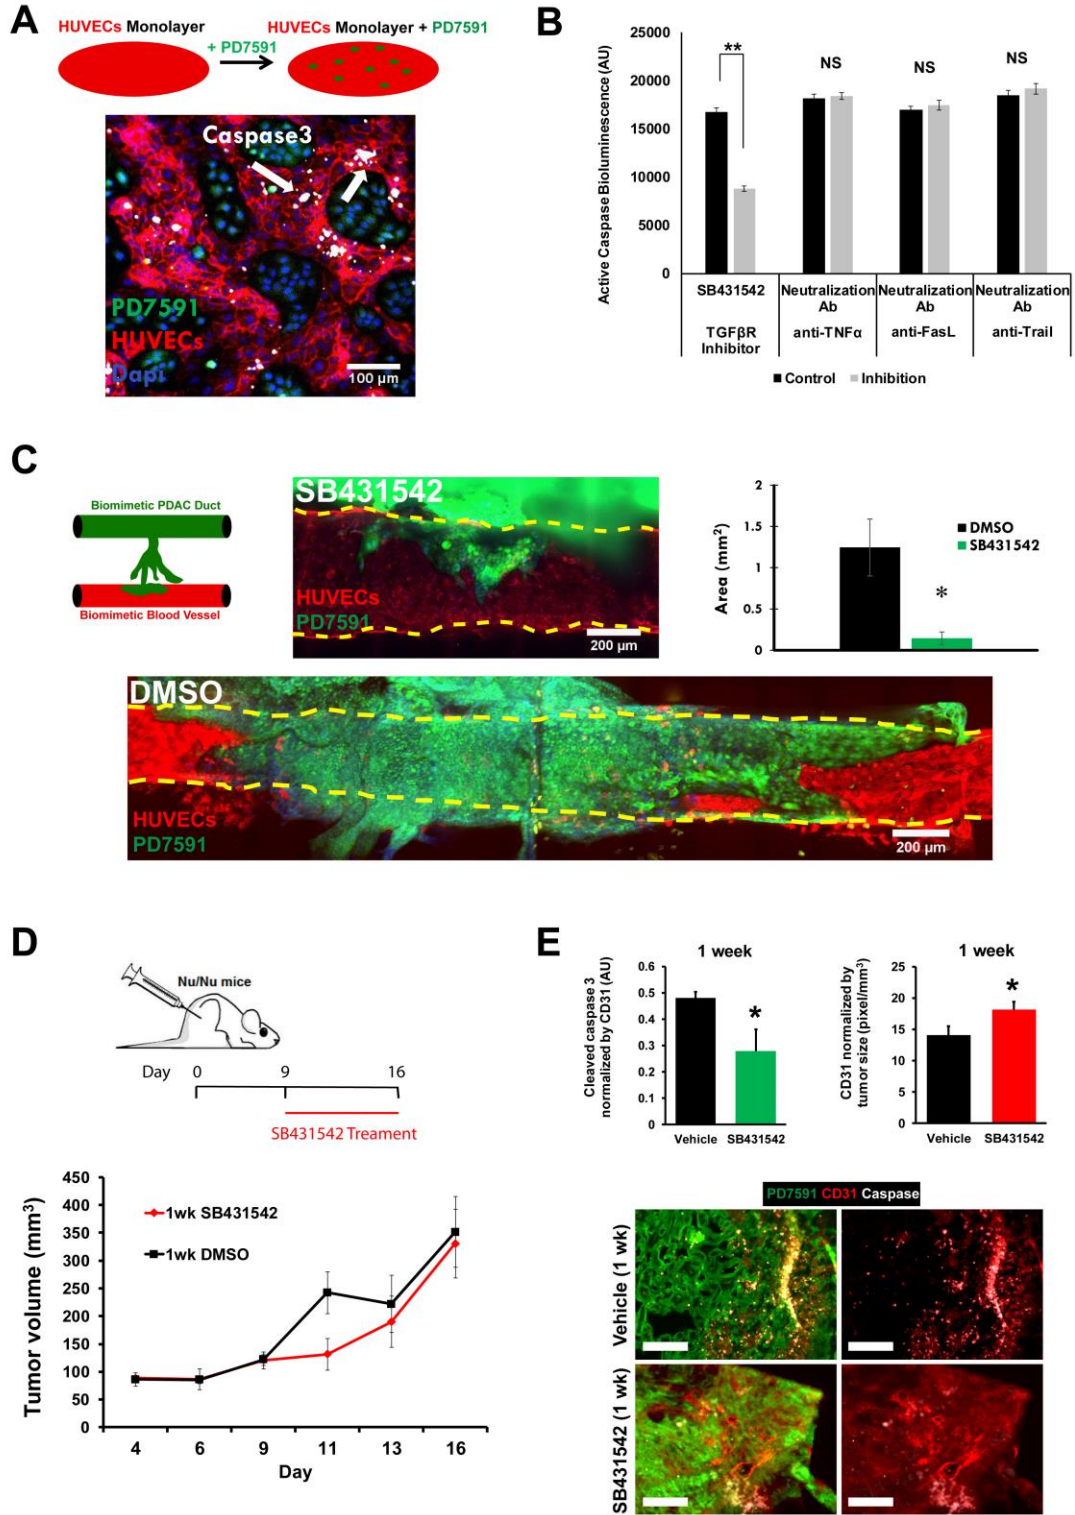 A
HUVECs Monolayer
+ PD7591
HUVECs Monolayer + PD7591
Caspase3
PD7591
HUVECs
Dapi
100 µm
B
Active Caspase Bioluminescence (AU)
25000
20000
15000
10000
5000
0
**
NS
NS
NS
SB431542
Neutralization Ab
Neutralization Ab
Neutralization Ab
TGFβR Inhibitor
anti-TNFα
anti-FasL
anti-Trail
Control
Inhibition
C
Biomimetic PDAC Duct
Biomimetic Blood Vessel
SB431542
HUVECs
PD7591
200 µm
Area (mm²)
2
1.5
1
0.5
0
DMSO
SB431542
*
DMSO
HUVECs
PD7591
200 µm
D
Nu/Nu mice
Day 0 9 16
SB431542 Treament
Tumor volume (mm³)
450
400
350
300
250
200
150
100
50
0
1wk SB431542
1wk DMSO
4 6 9 11 13 16
Day
E
1 week
Cleaved caspase 3
normalized by CD31 (AU)
0.6
0.5
0.4
0.3
0.2
0.1
0
*
Vehicle SB431542
1 week
CD31 normalized by
tumor size (pixel/mm³)
25
20
15
10
5
0
*
Vehicle SB431542
PD7591 CD31 Caspase
Vehicle (1 wk)
SB431542 (1 wk)